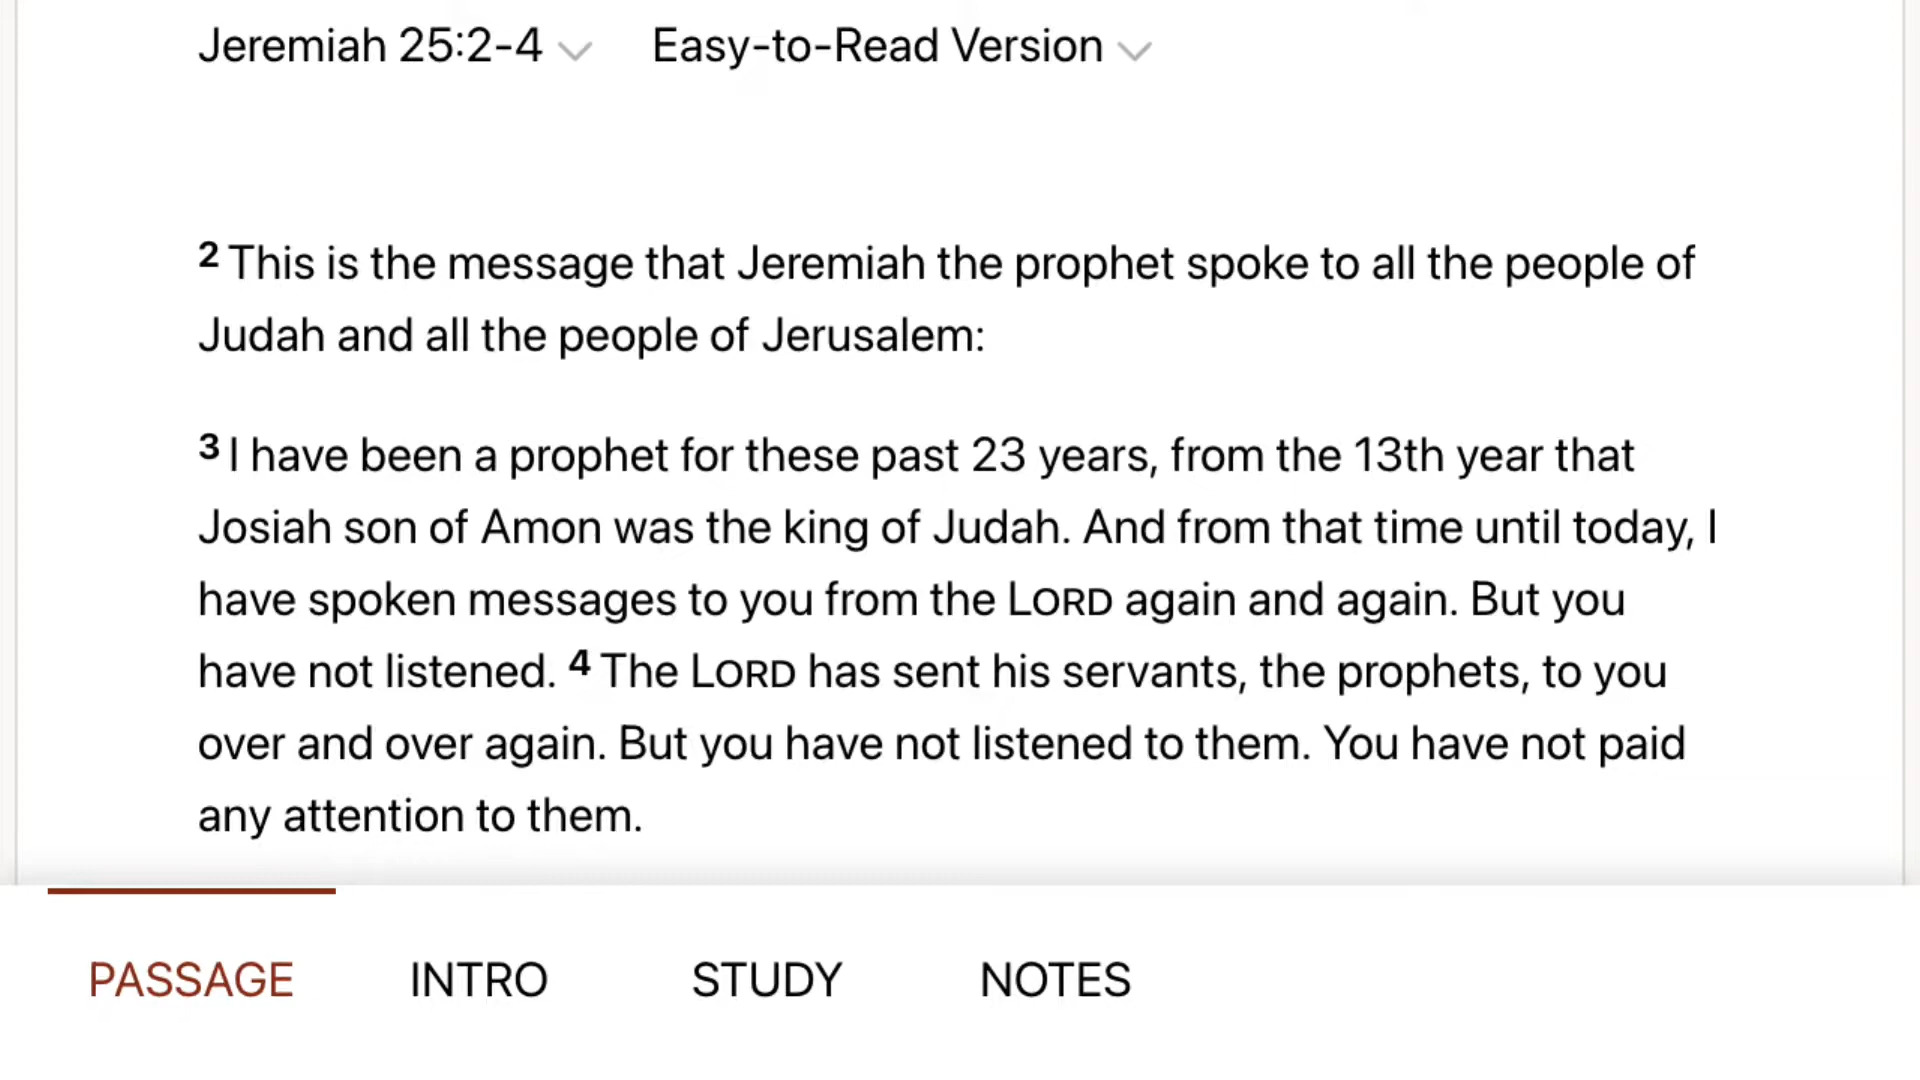 Jeremiah 25:2-4 Easy-to-Read Version
2 This is the message that Jeremiah the prophet spoke to all the people of
Judah and all the people of Jerusalem:
3 I have been a prophet for these past 23 years, from the 13th year that
Josiah son of Amon was the king of Judah. And from that time until today, I
have spoken messages to you from the LORD again and again. But you
have not listened. 4 The LORD has sent his servants, the prophets, to you
over and over again. But you have not listened to them. You have not paid
any attention to them.
PASSAGE INTRO STUDY NOTES